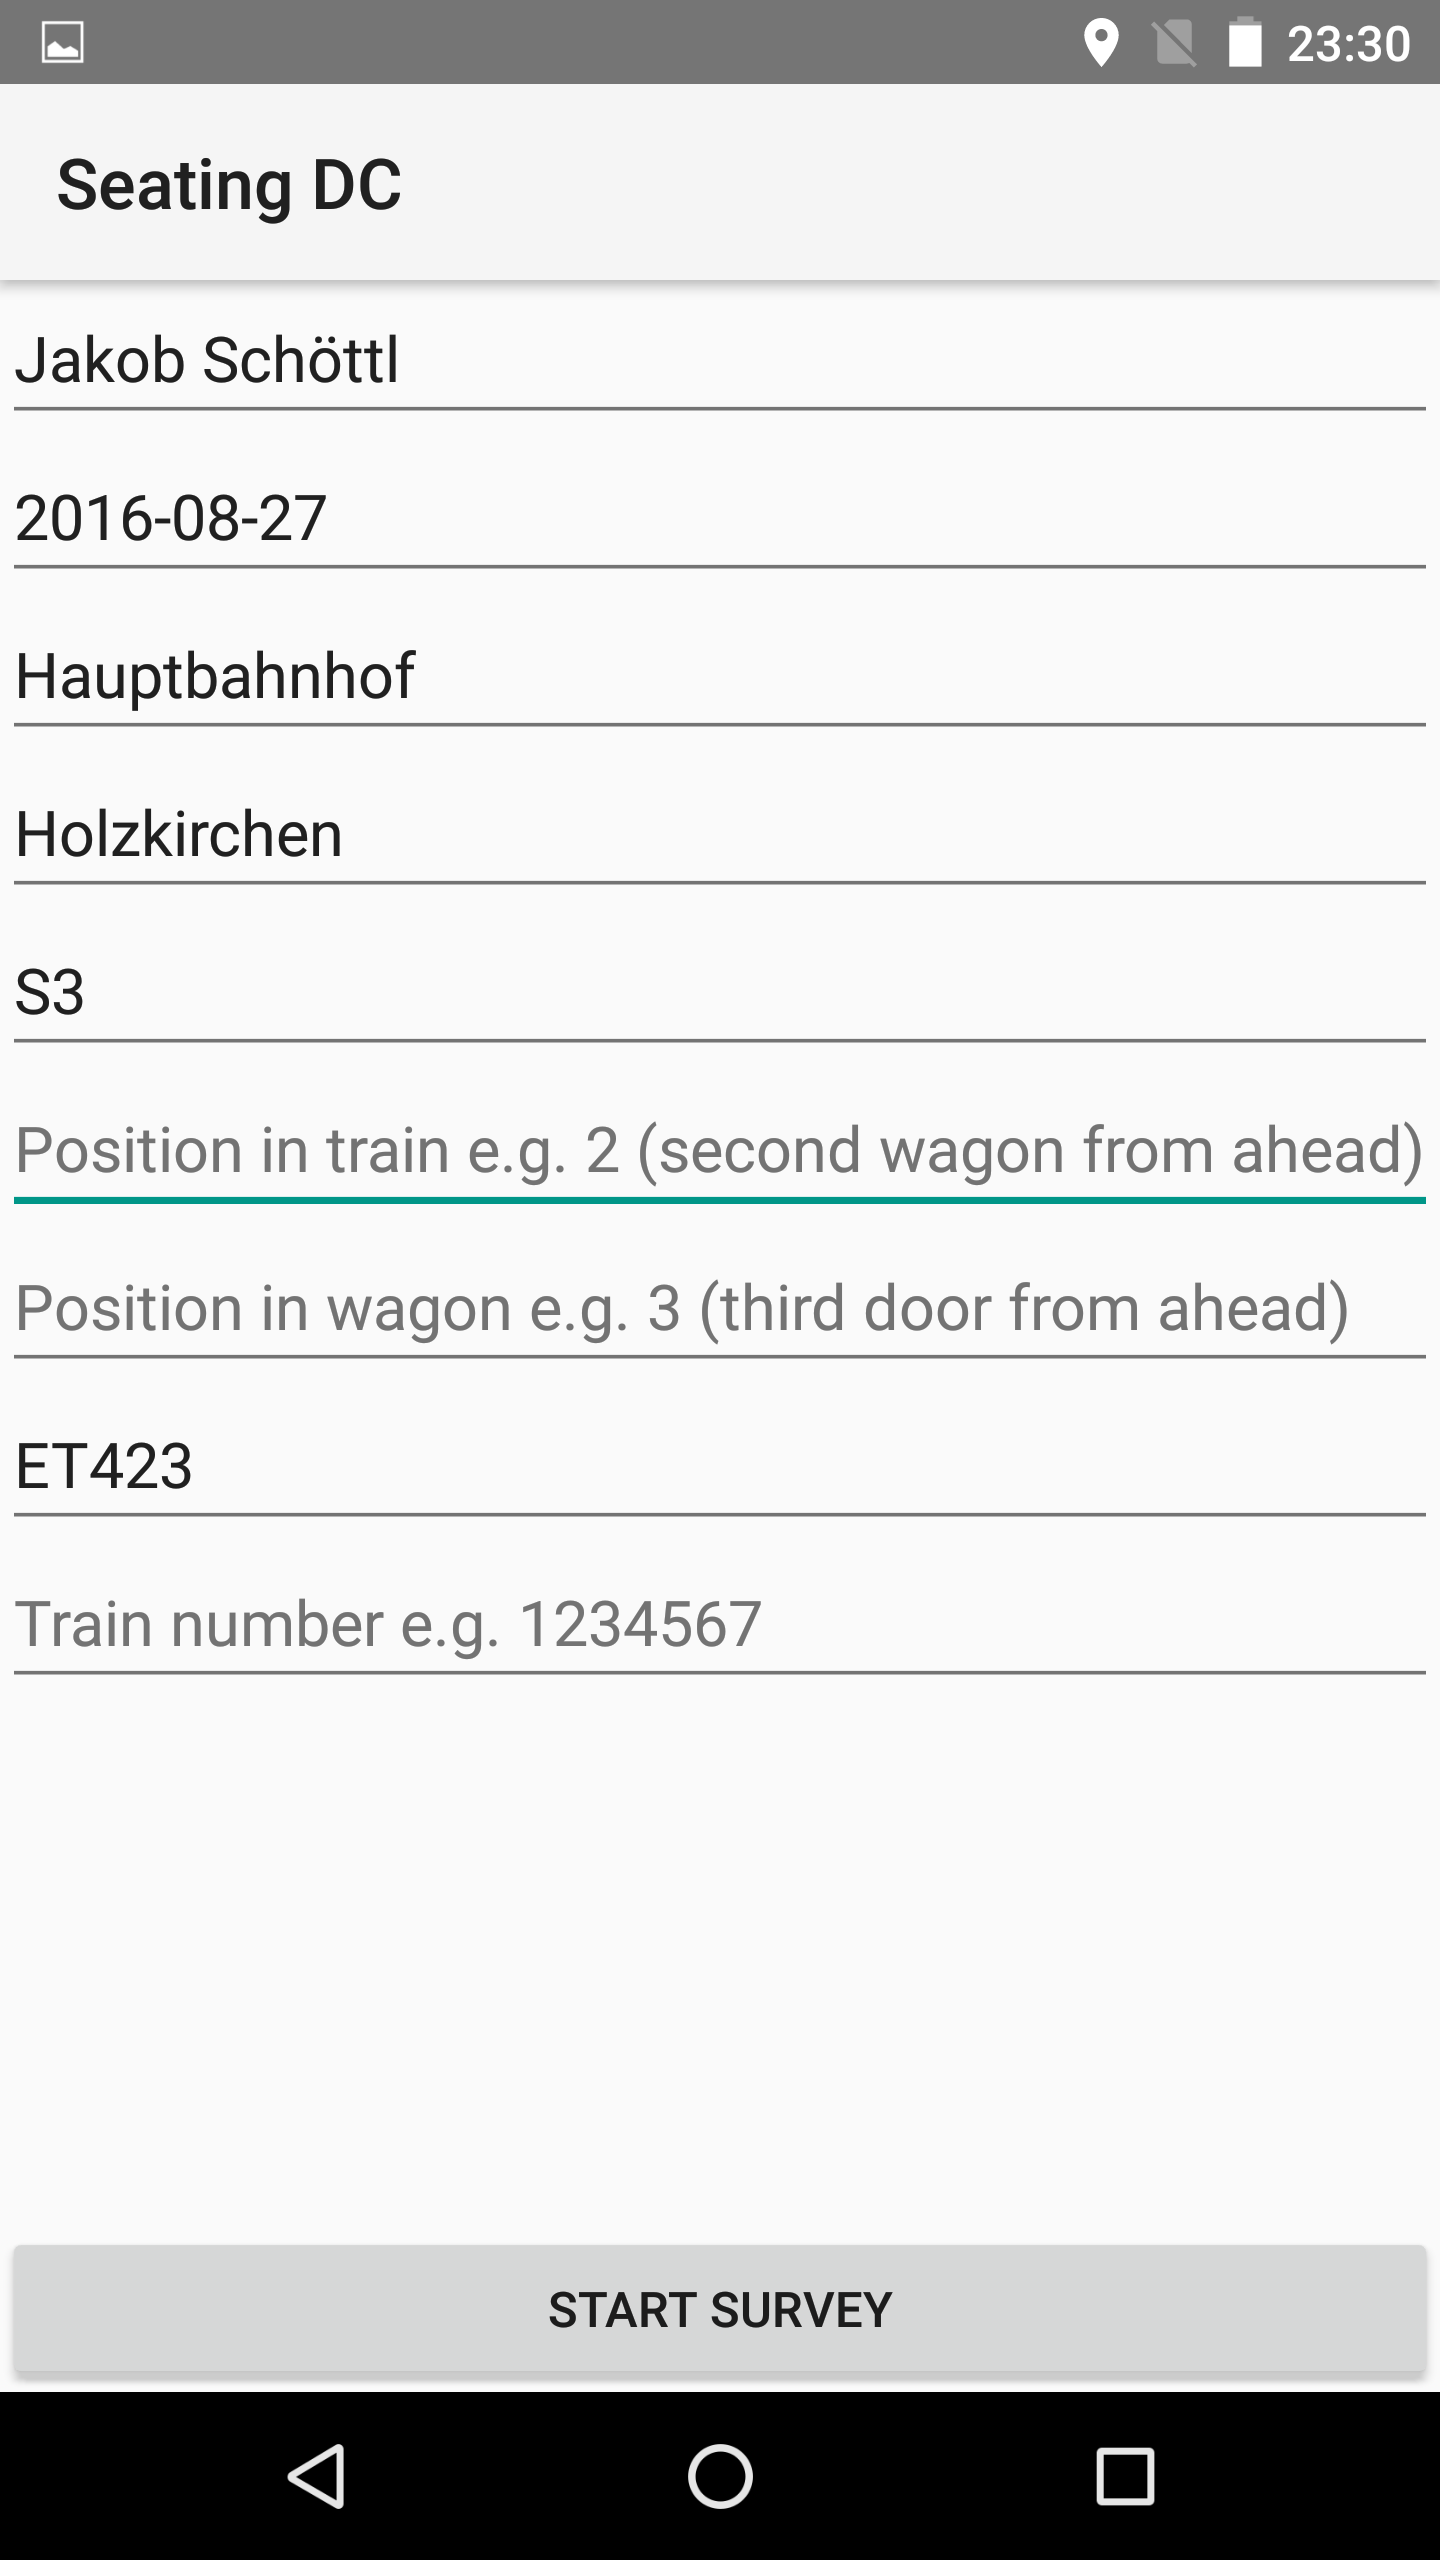 23:30
Seating DC
Jakob Schöttl
2016-08-27
Hauptbahnhof
Holzkirchen
S3
Position in train e.g. 2 (second wagon from ahead)
Position in wagon e.g. 3 (third door from ahead)
ET423
Train number e.g. 1234567
START SURVEY